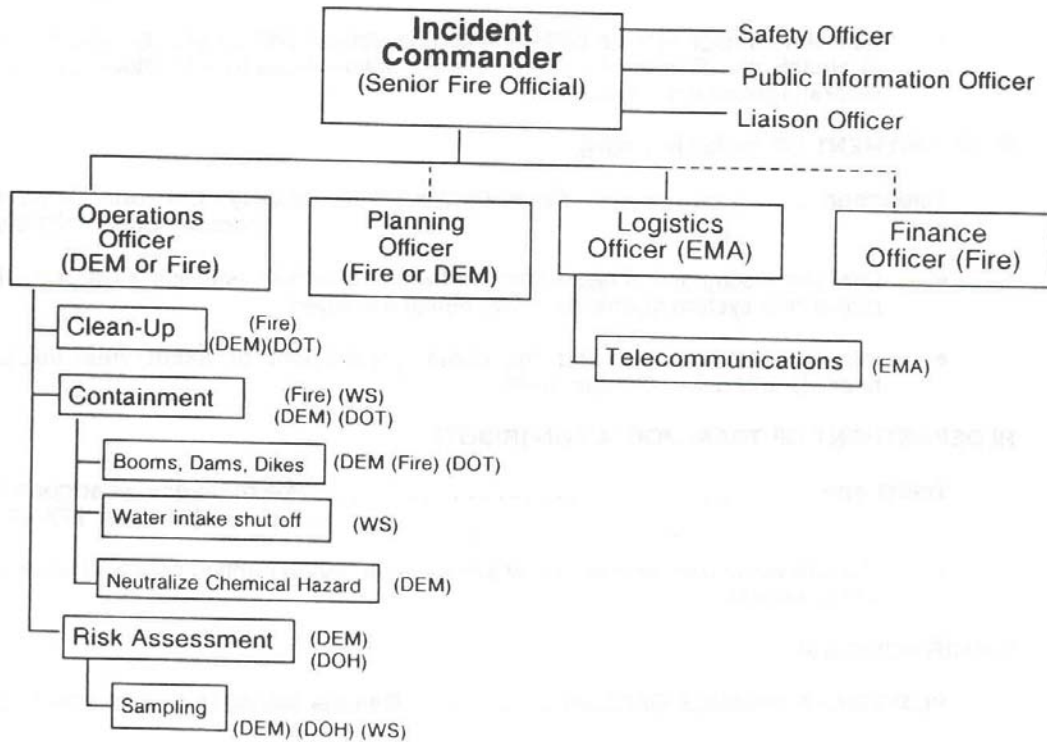 Incident
Commander
(Senior Fire Official)
Safety Officer
Public Information Officer
Liaison Officer
Operations
Officer
(DEM or Fire)
Planning
Officer
(Fire or DEM)
Logistics
Officer (EMA)
Finance
Officer (Fire)
Clean-Up (Fire)
(DEM)(DOT)
Telecommunications (EMA)
Containment (Fire) (WS)
(DEM) (DOT)
Booms, Dams, Dikes (DEM (Fire) (DOT)
Water intake shut off (WS)
Neutralize Chemical Hazard (DEM)
Risk Assessment (DEM)
(DOH)
Sampling
(DEM) (DOH) (WS)